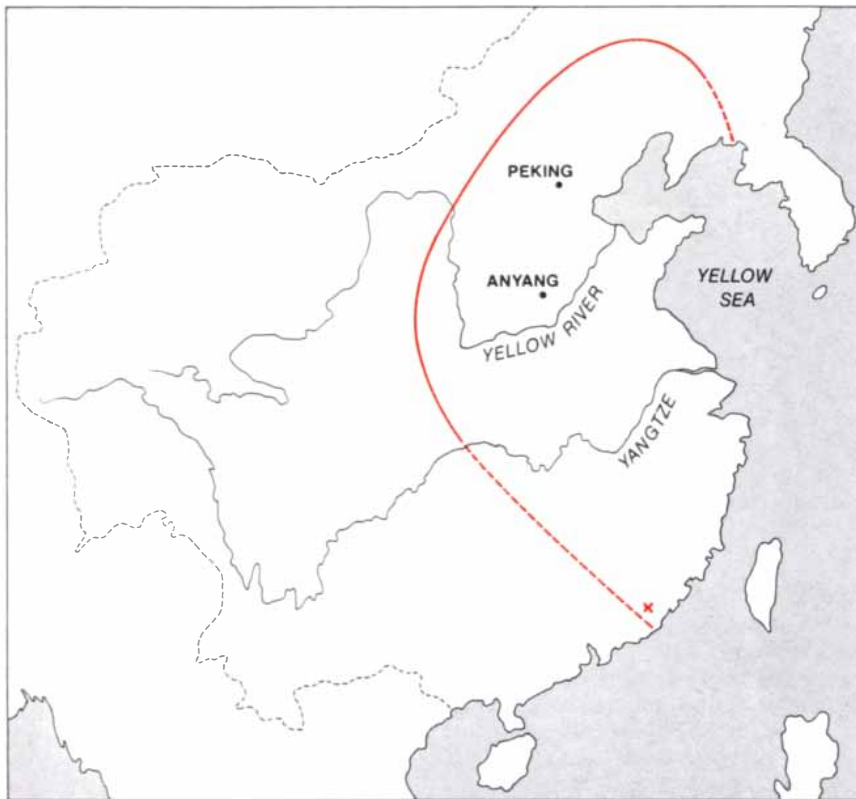 PEKING
ANYANG
YELLOW
SEA
YELLOW RIVER
YANGTZE
×